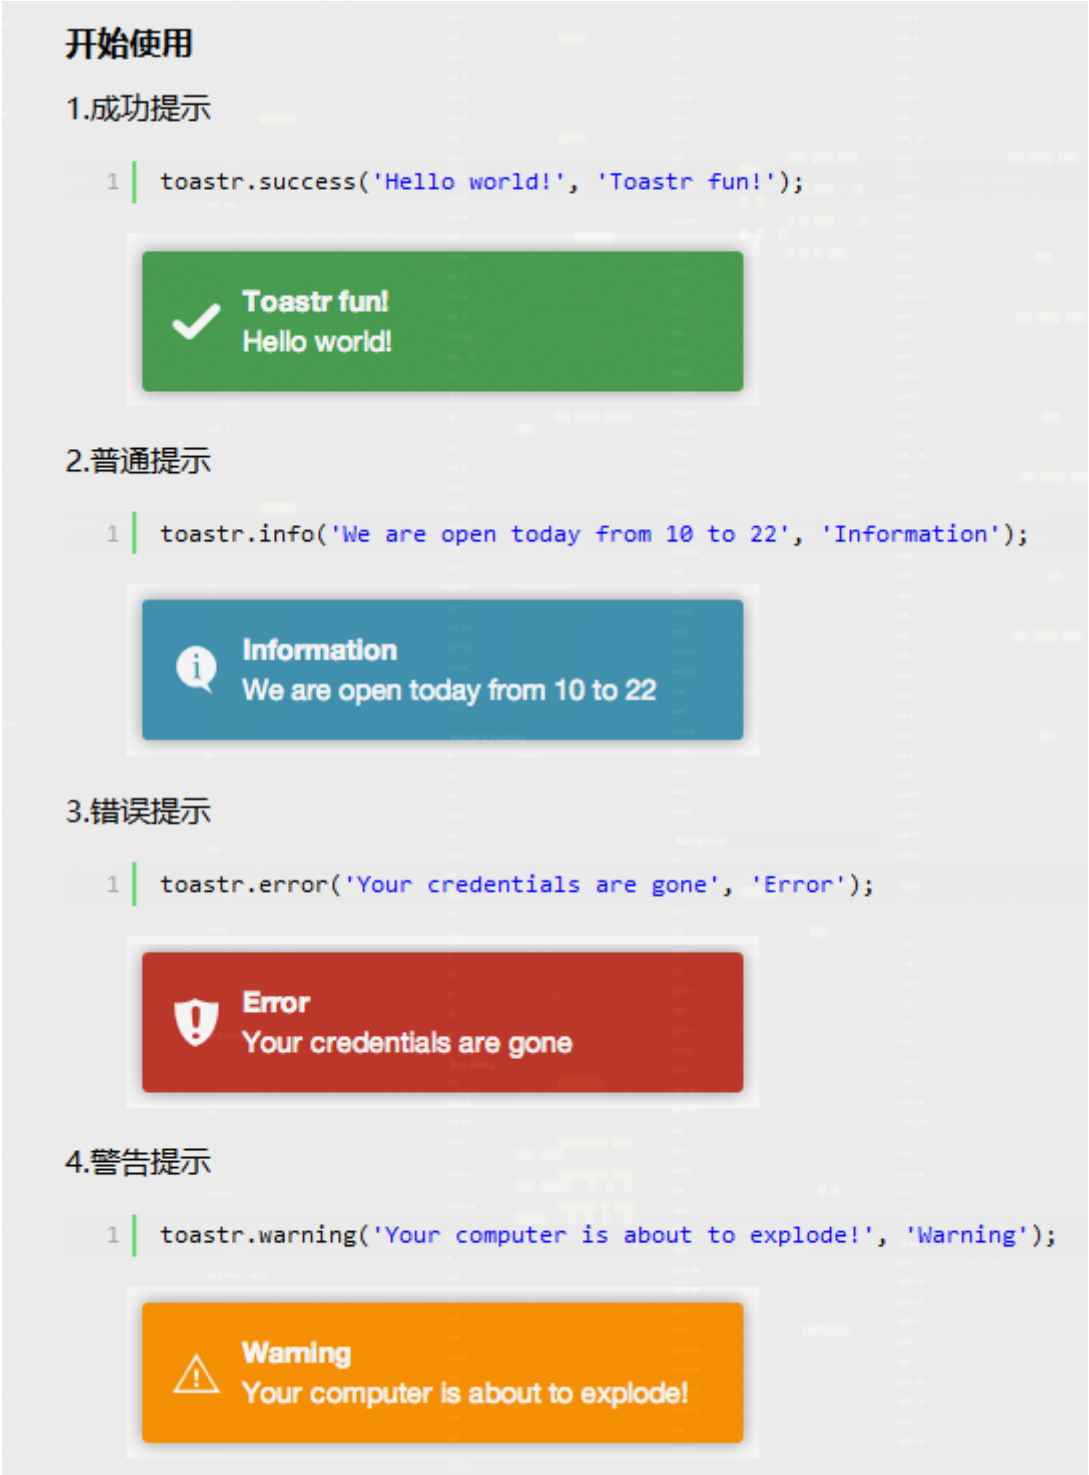 开始使用
1.成功提示
1 toastr.success('Hello world!', 'Toastr fun!');
Toastr fun!
Hello world!
2.普通提示
1 toastr.info('We are open today from 10 to 22', 'Information');
Information
We are open today from 10 to 22
3.错误提示
1 toastr.error('Your credentials are gone', 'Error');
Error
Your credentials are gone
4.警告提示
1 toastr.warning('Your computer is about to explode!', 'Warning');
Warning
Your computer is about to explode!